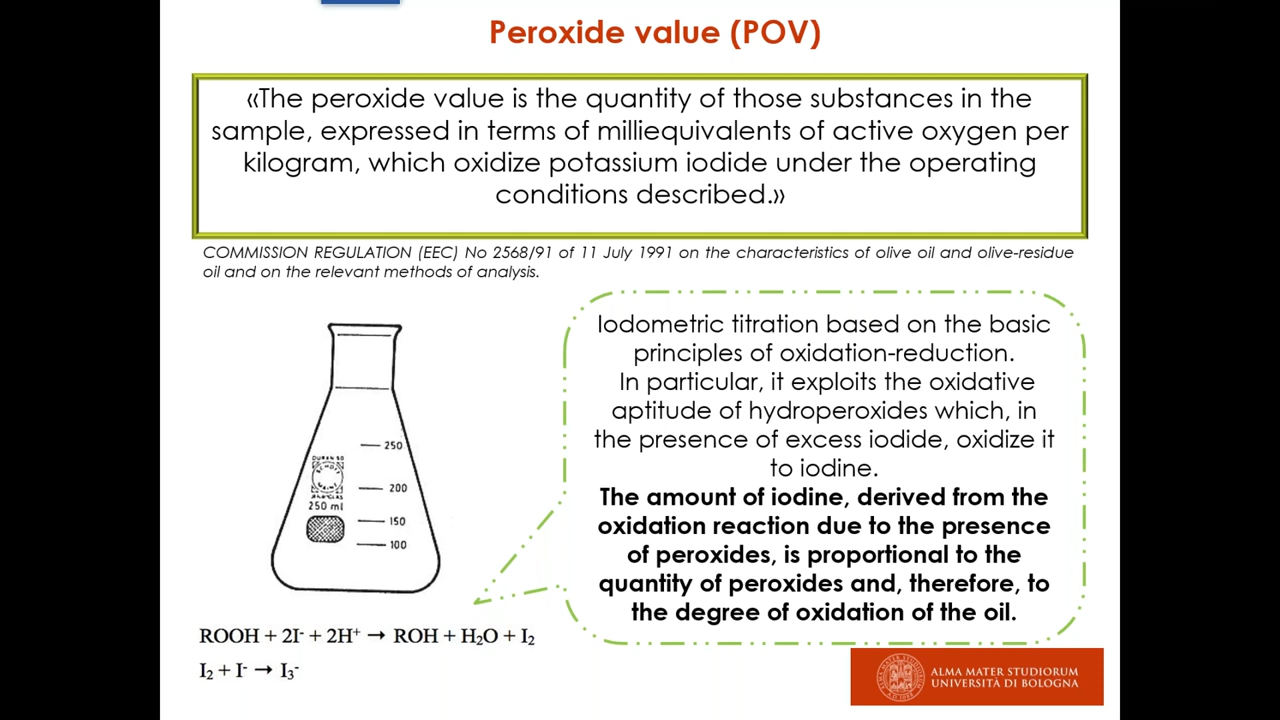 Peroxide value (POV)
«The peroxide value is the quantity of those substances in the
sample, expressed in terms of milliequivalents of active oxygen per
kilogram, which oxidize potassium iodide under the operating
conditions described.»
COMMISSION REGULATION (EEC) No 2568/91 of 11 July 1991 on the characteristics of olive oil and olive-residue
oil and on the relevant methods of analysis.
Iodometric titration based on the basic
principles of oxidation-reduction.
In particular, it exploits the oxidative
aptitude of hydroperoxides which, in
the presence of excess iodide, oxidize it
to iodine.
The amount of iodine, derived from the
oxidation reaction due to the presence
of peroxides, is proportional to the
quantity of peroxides and, therefore, to
the degree of oxidation of the oil.
250
DURAN 50
200
250 ml
150
100
ROOH + 2I⁻ + 2H⁺ → ROH + H₂O + I₂
I₂ + I⁻ → I₃⁻
ALMA MATER STUDIORUM
UNIVERSITÀ DI BOLOGNA